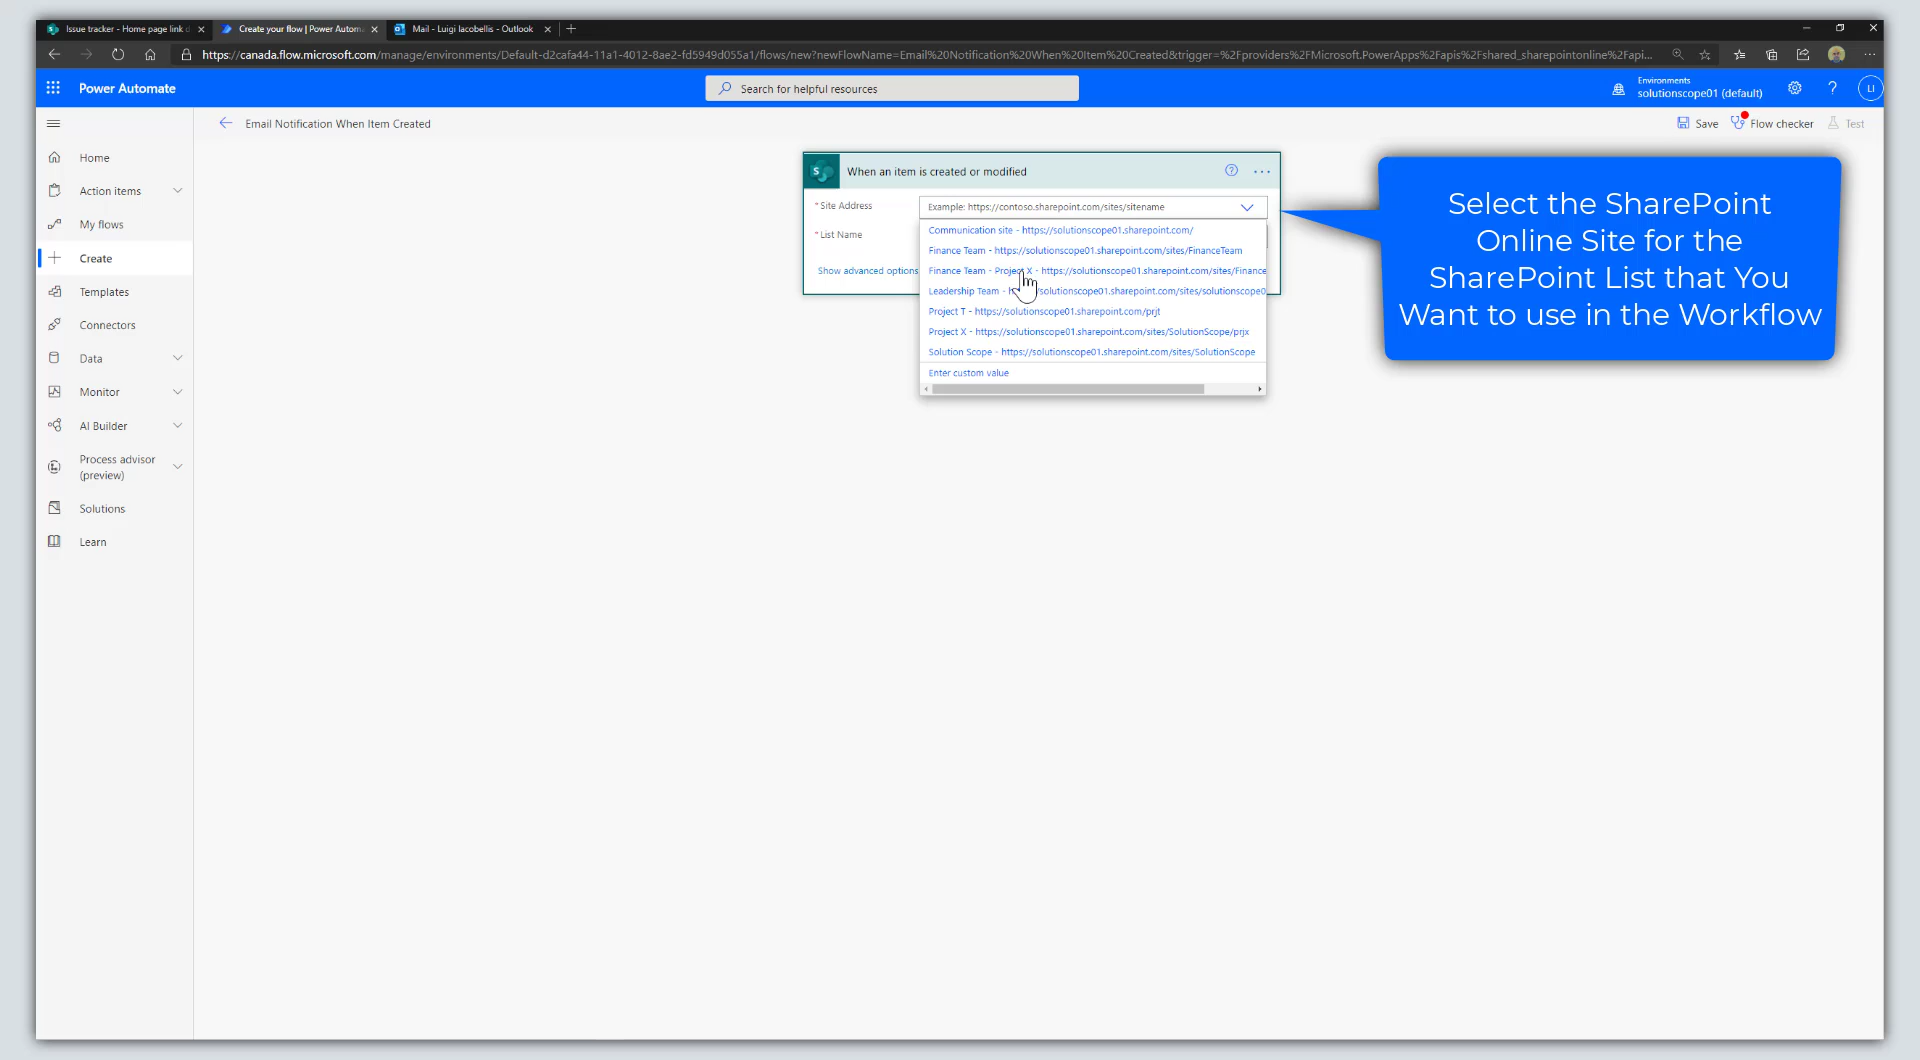 Issue tracker - Home page link d
Create your flow | Power Automa
Mail - Luigi Iacobellis - Outlook
https://canada.flow.microsoft.com/manage/environments/Default-d2cafa44-11a1-4012-8ae2-fd5949d055a1/flows/new?newFlowName=Email%20Notification%20When%20Item%20Created&trigger=%2Fproviders%2FMicrosoft.PowerApps%2Fapis%2Fshared_sharepointonline%2Fapi...
Power Automate
Search for helpful resources
Environments
solutionscope01 (default)
LI
Email Notification When Item Created
Save
Flow checker
Test
Home
Action items
My flows
Create
Templates
Connectors
Data
Monitor
AI Builder
Process advisor
(preview)
Solutions
Learn
S
When an item is created or modified
* Site Address
Example: https://contoso.sharepoint.com/sites/sitename
* List Name
Show advanced options
Communication site - https://solutionscope01.sharepoint.com/
Finance Team - https://solutionscope01.sharepoint.com/sites/FinanceTeam
Finance Team - Project X - https://solutionscope01.sharepoint.com/sites/Finance
Leadership Team - h solutionscope01.sharepoint.com/sites/solutionscope0
Project T - https://solutionscope01.sharepoint.com/prjt
Project X - https://solutionscope01.sharepoint.com/sites/SolutionScope/prjx
Solution Scope - https://solutionscope01.sharepoint.com/sites/SolutionScope
Enter custom value
Select the SharePoint
Online Site for the
SharePoint List that You
Want to use in the Workflow